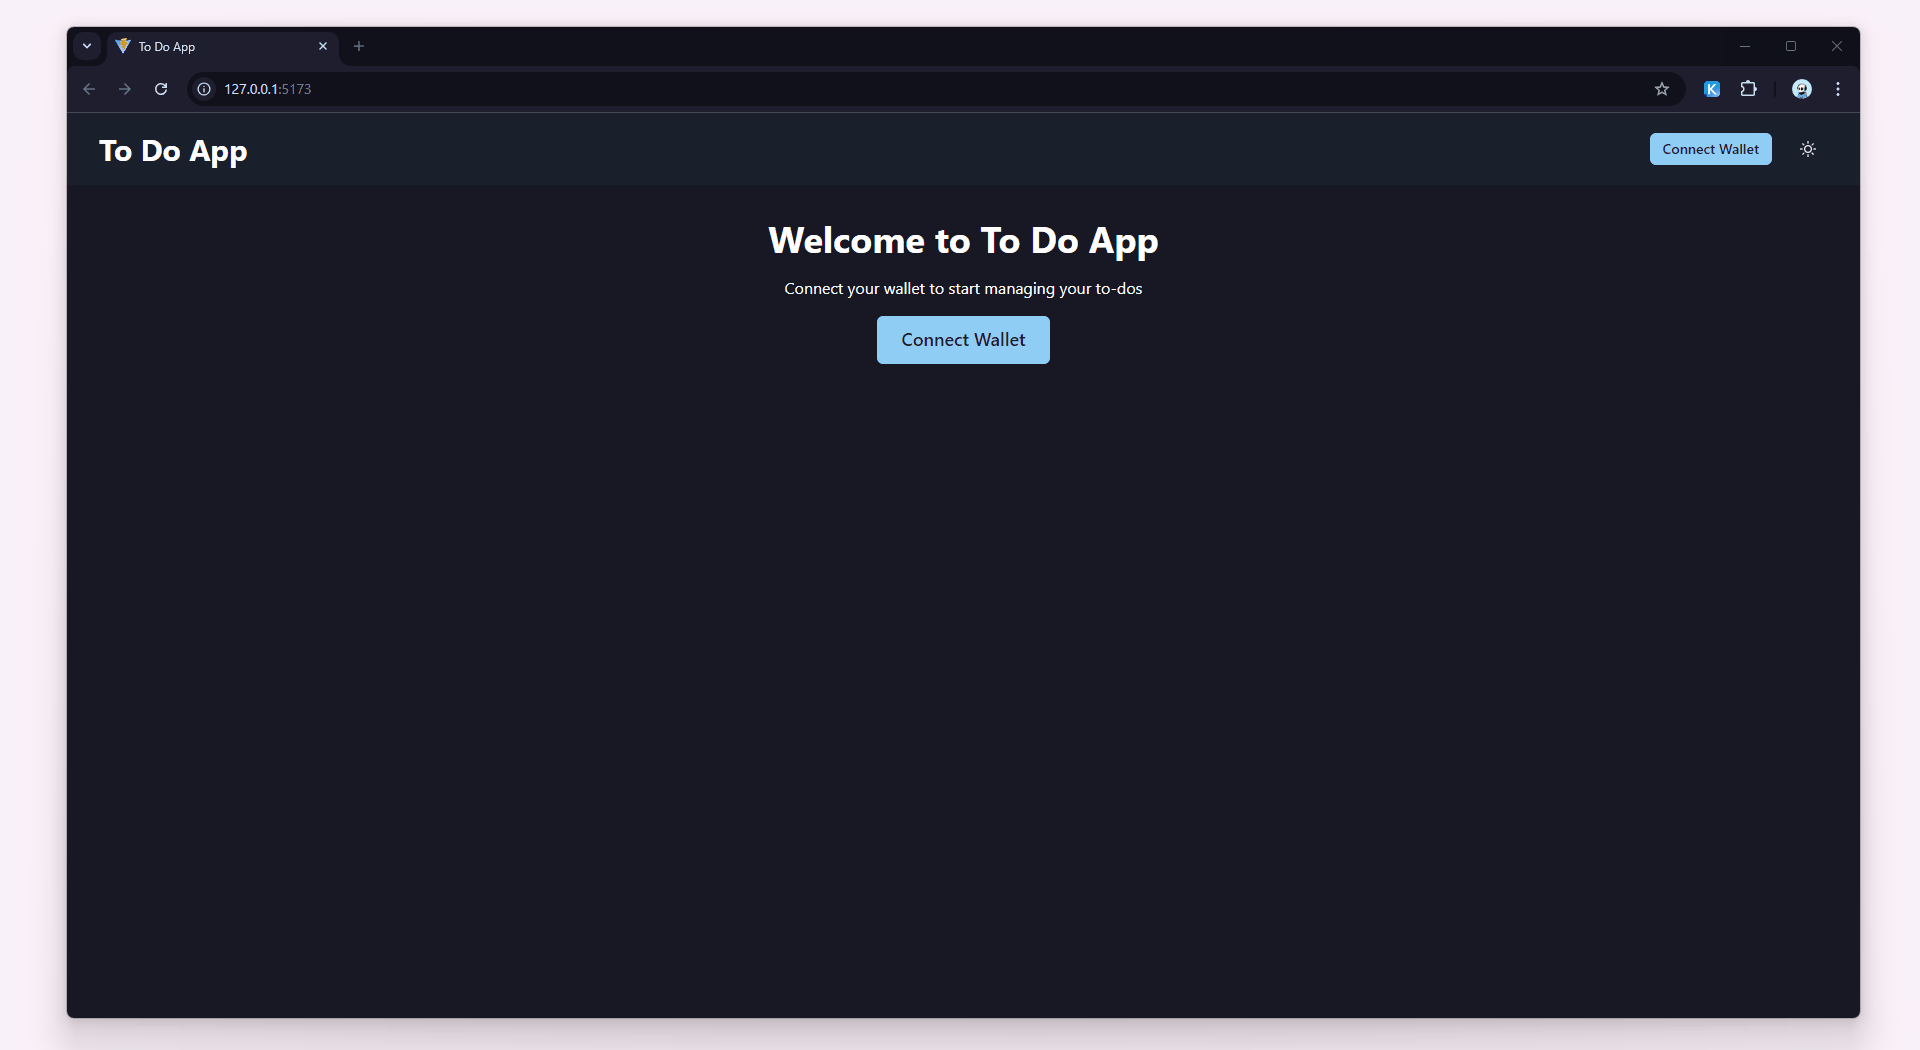 To Do App
127.0.0.1:5173
K
To Do App
Connect Wallet
Welcome to To Do App
Connect your wallet to start managing your to-dos
Connect Wallet